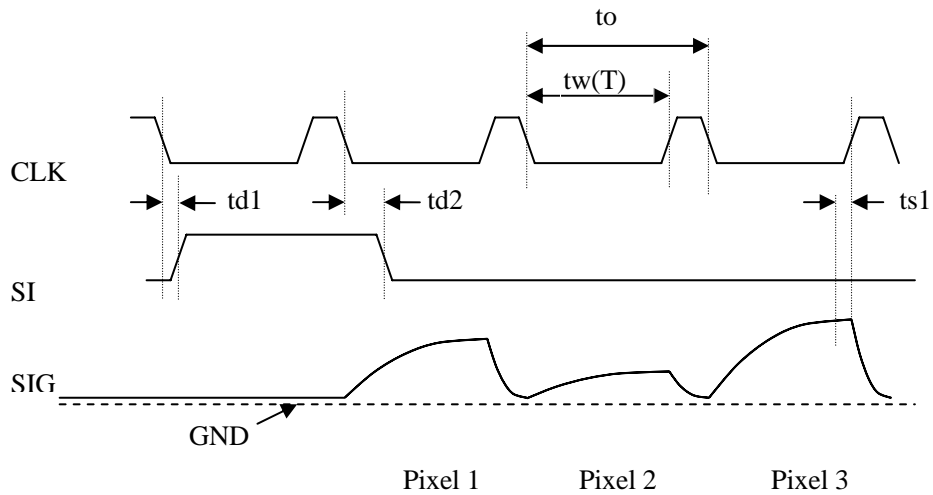 to
tw(T)
CLK
td1
td2
ts1
SI
SIG
GND
Pixel 1 Pixel 2 Pixel 3